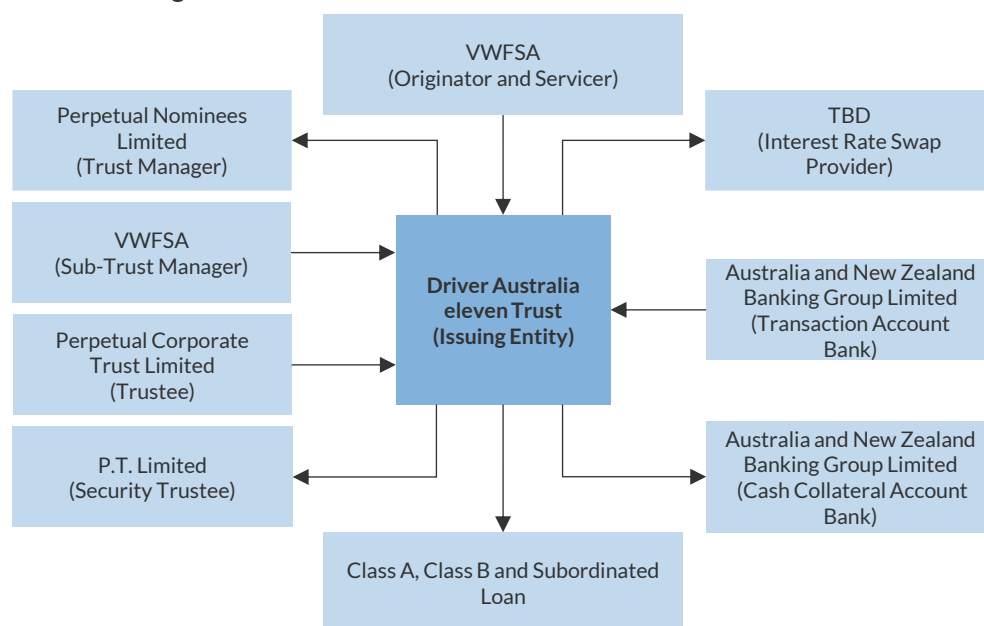 VWFSA
(Originator and Servicer)
Perpetual Nominees
Limited
(Trust Manager)
TBD
(Interest Rate Swap
Provider)
VWFSA
(Sub-Trust Manager)
Driver Australia
eleven Trust
(Issuing Entity)
Australia and New Zealand
Banking Group Limited
(Transaction Account
Bank)
Perpetual Corporate
Trust Limited
(Trustee)
P.T. Limited
(Security Trustee)
Australia and New Zealand
Banking Group Limited
(Cash Collateral Account
Bank)
Class A, Class B and Subordinated
Loan